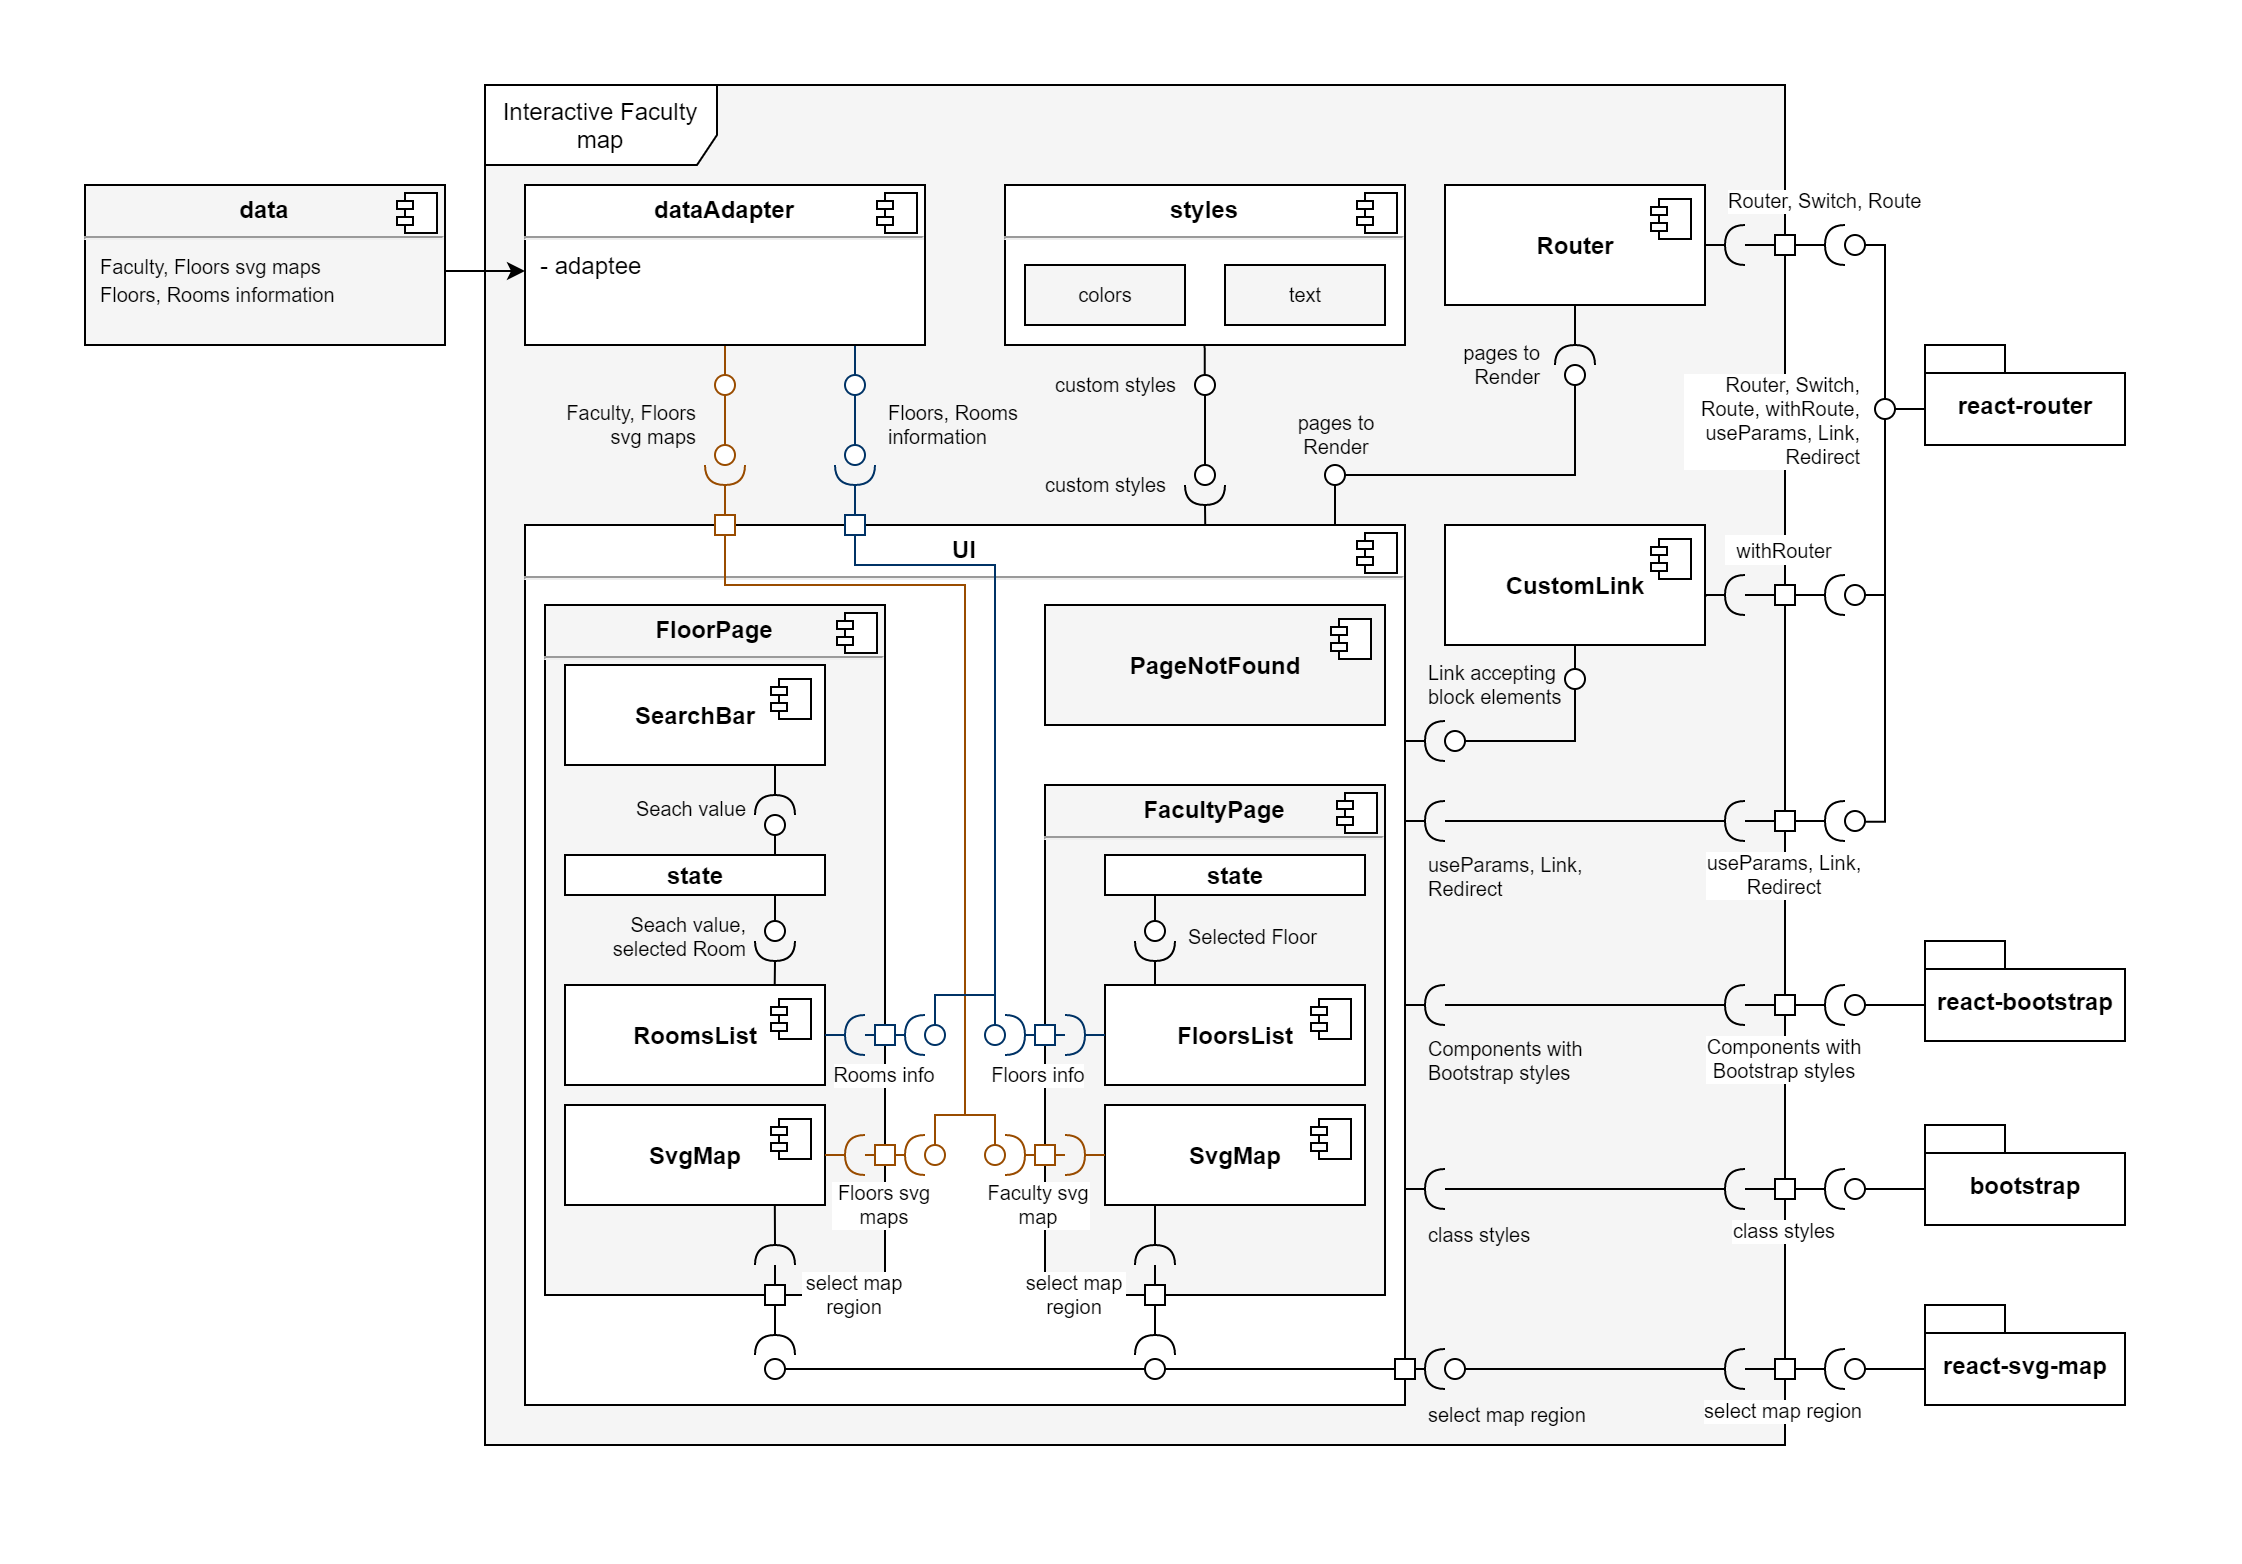 Interactive Faculty
map
data
Faculty, Floors svg maps
Floors, Rooms information
dataAdapter
- adaptee
styles
colors
text
Router
Router, Switch, Route
Faculty, Floors
svg maps
Floors, Rooms
information
custom styles
custom styles
pages to
Render
pages to
Render
Router, Switch,
Route, withRoute,
useParams, Link,
Redirect
react-router
UI
CustomLink
withRouter
Link accepting
block elements
FloorPage
SearchBar
Seach value
state
Seach value,
selected Room
RoomsList
Rooms info
SvgMap
Floors svg
maps
select map
region
PageNotFound
FacultyPage
state
Selected Floor
FloorsList
Floors info
SvgMap
Faculty svg
map
select map
region
useParams, Link,
Redirect
useParams, Link,
Redirect
Components with
Bootstrap styles
Components with
Bootstrap styles
react-bootstrap
class styles
class styles
bootstrap
select map region
select map region
react-svg-map